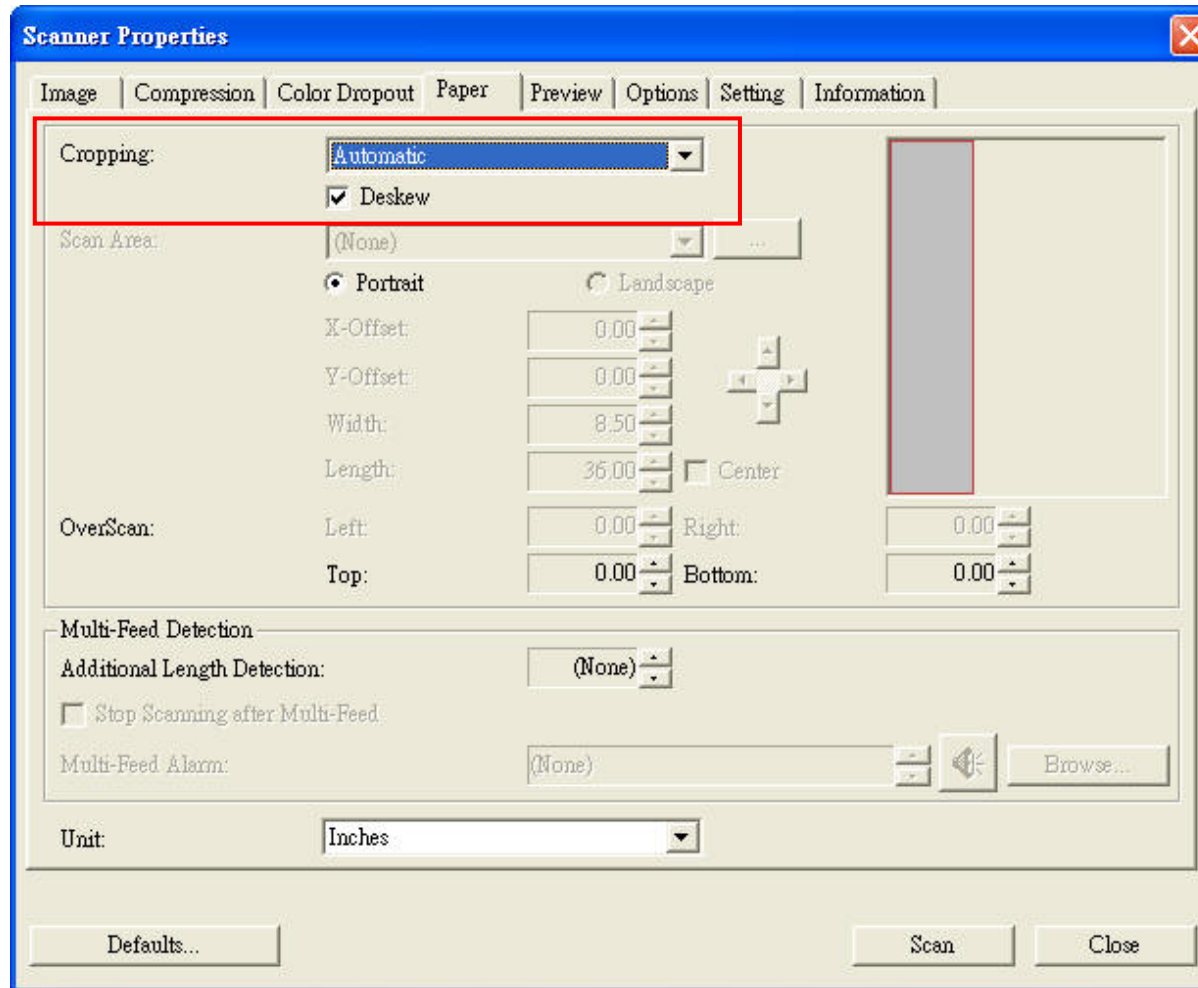 Scanner Properties
Image Compression Color Dropout Paper Preview Options Setting Information
Cropping: Automatic
Deskew
Scan Area: (None) ...
Portrait Landscape
X-Offset: 0.00
Y-Offset: 0.00
Width: 8.50
Length: 36.00 Center
OverScan: Left: 0.00 Right: 0.00
Top: 0.00 Bottom: 0.00
Multi-Feed Detection
Additional Length Detection: (None)
Stop Scanning after Multi-Feed
Multi-Feed Alarm: (None) Browse...
Unit: Inches
Defaults... Scan Close